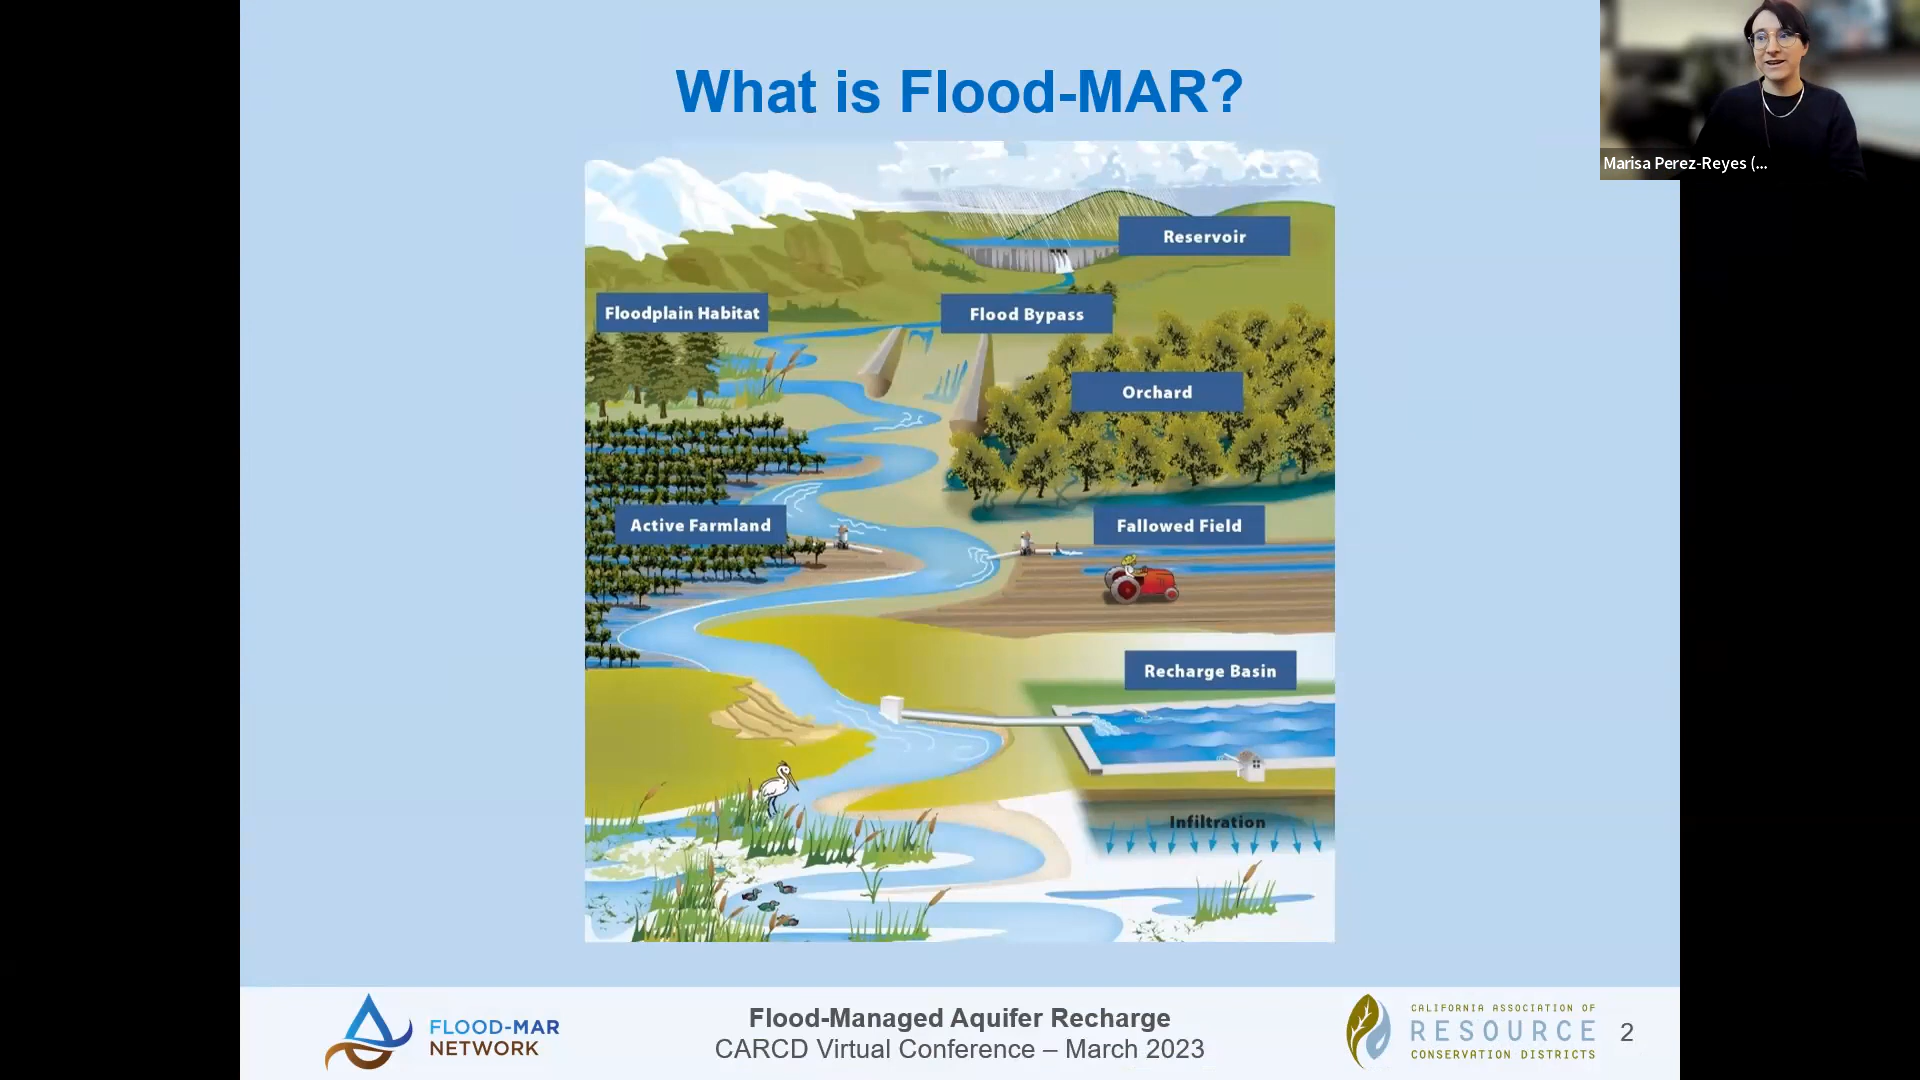 What is Flood-MAR?
Marisa Perez-Reyes (...
Reservoir
Floodplain Habitat
Flood Bypass
Orchard
Active Farmland
Fallowed Field
Recharge Basin
Infiltration
FLOOD-MAR
NETWORK
Flood-Managed Aquifer Recharge
CARCD Virtual Conference – March 2023
CALIFORNIA ASSOCIATION OF
RESOURCE
CONSERVATION DISTRICTS
2